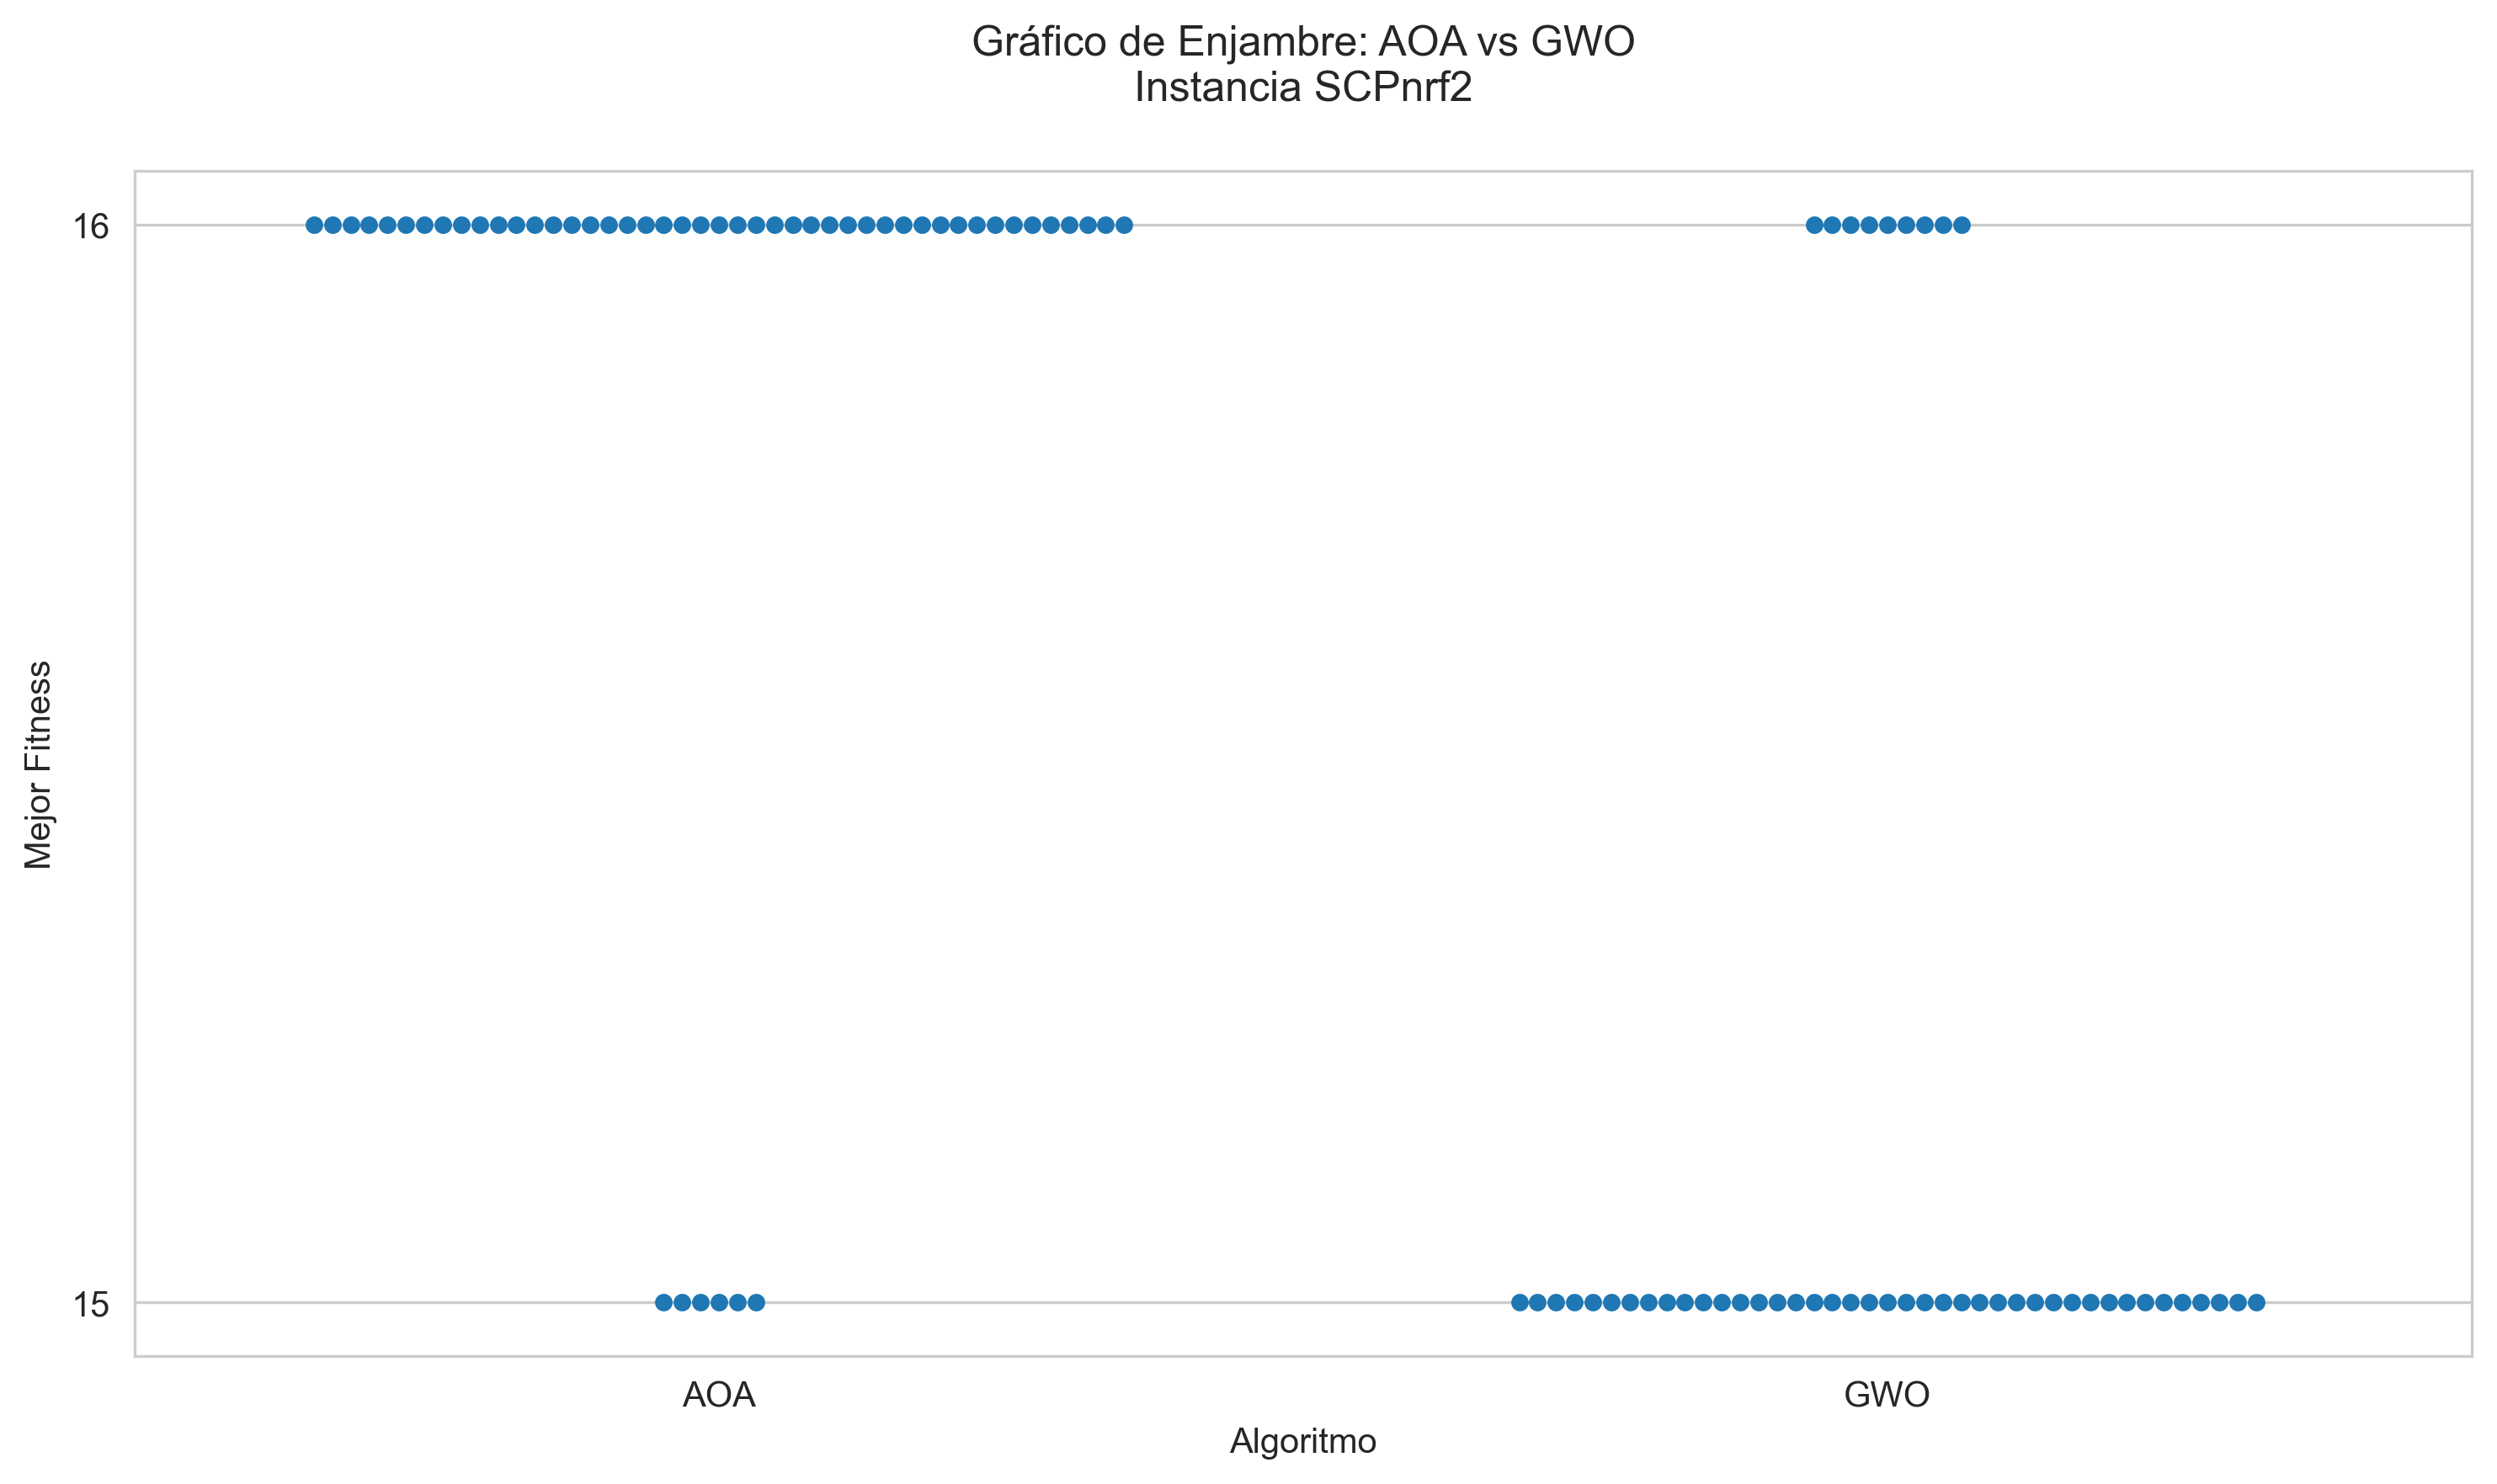 Gráfico de Enjambre: AOA vs GWO
Instancia SCPnrf2
16
Mejor Fitness
15
AOA
GWO
Algoritmo